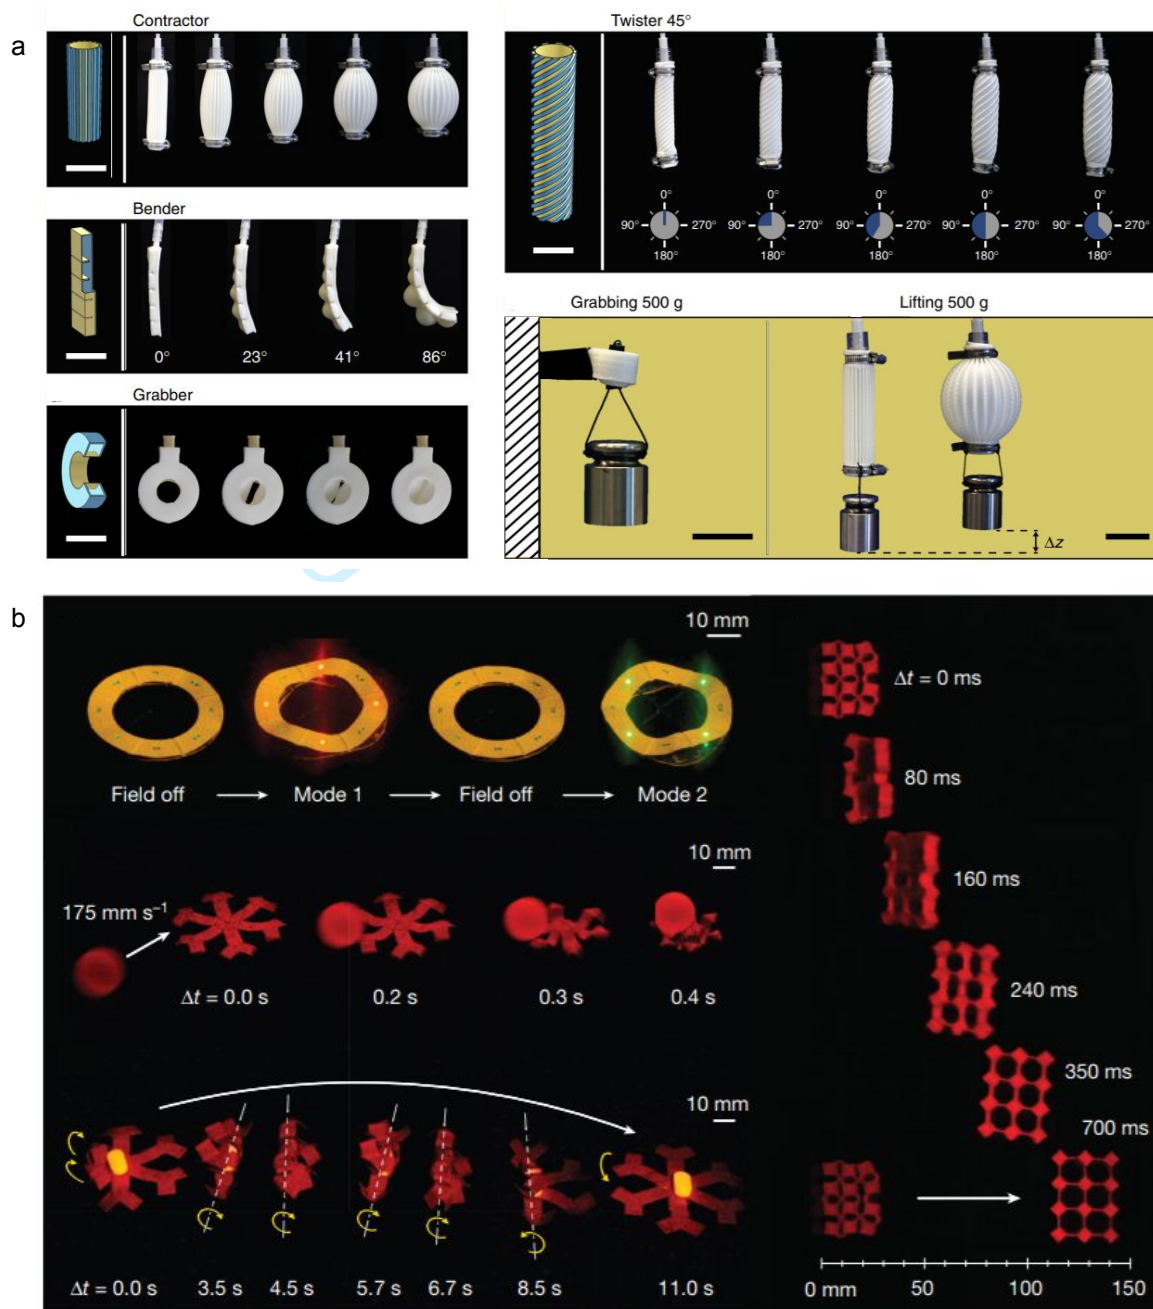 a
Contractor
Bender
0°
23°
41°
86°
Grabber
Twister 45°
0° 0° 0° 0° 0°
90° 270° 90° 270° 90° 270° 90° 270° 90° 270°
180° 180° 180° 180° 180°
Grabbing 500 g
Lifting 500 g
Δz
b
10 mm
Field off
Mode 1
Field off
Mode 2
10 mm
175 mm s⁻¹
Δt = 0.0 s
0.2 s
0.3 s
0.4 s
10 mm
Δt = 0.0 s
3.5 s
4.5 s
5.7 s
6.7 s
8.5 s
11.0 s
Δt = 0 ms
80 ms
160 ms
240 ms
350 ms
700 ms
0 mm
50
100
150